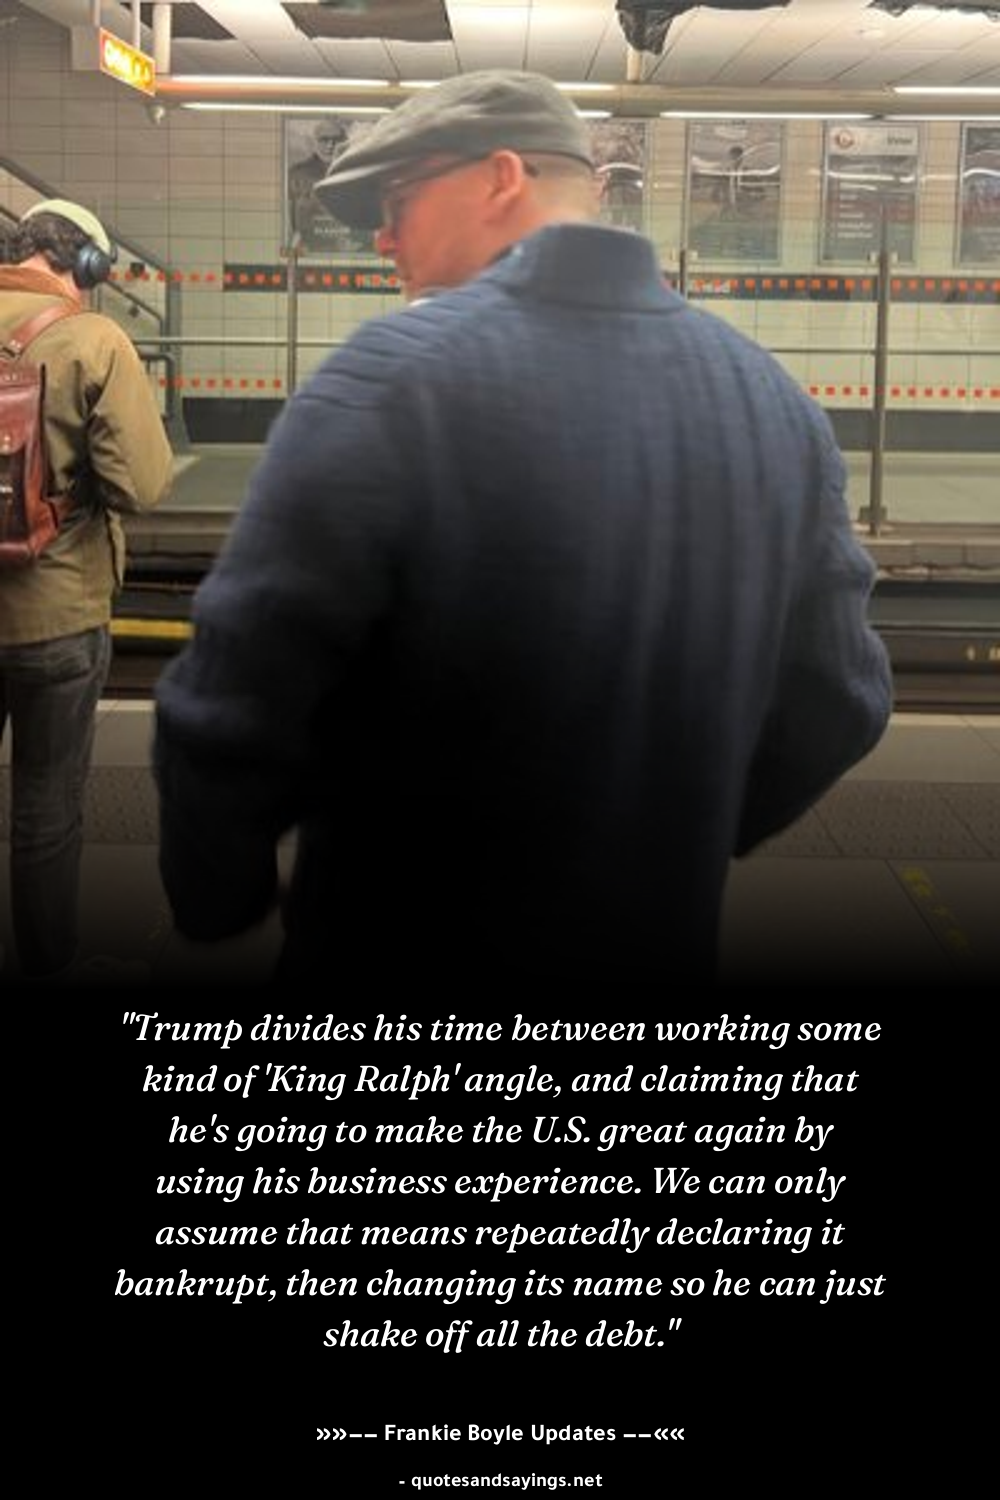 "Trump divides his time between working some
kind of 'King Ralph' angle, and claiming that
he's going to make the U.S. great again by
using his business experience. We can only
assume that means repeatedly declaring it
bankrupt, then changing its name so he can just
shake off all the debt."
»»−− Frankie Boyle Updates −−««
- quotesandsayings.net